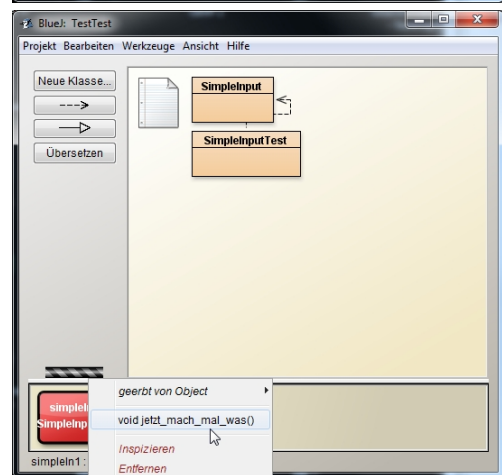 BlueJ: TestTest
Projekt Bearbeiten Werkzeuge Ansicht Hilfe
Neue Klasse...
Übersetzen
SimpleInput
SimpleInputTest
geerbt von Object
void jetzt_mach_mal_was()
Inspizieren
Entfernen
simpleIn1 :